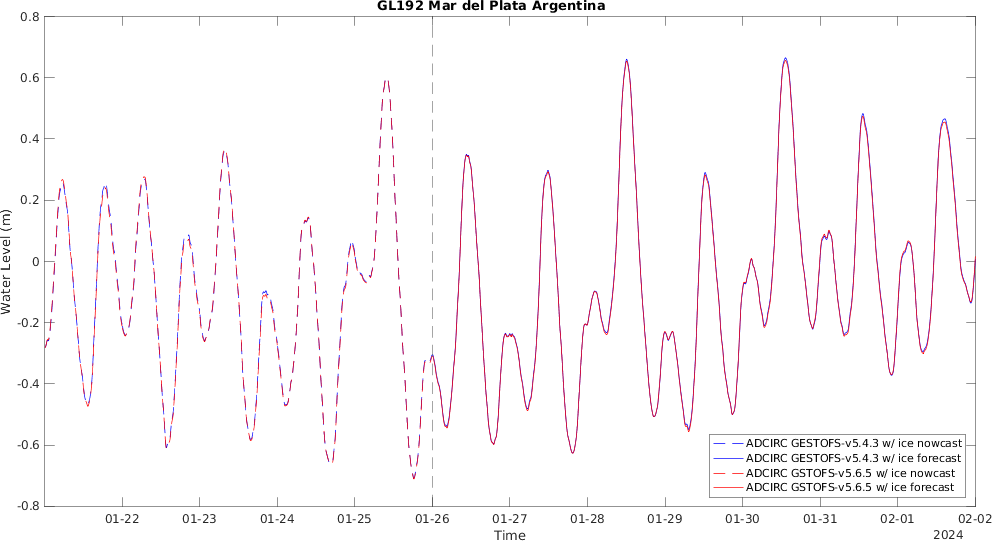 GL192 Mar del Plata Argentina
0.8
0.6
0.4
0.2
0
-0.2
-0.4
-0.6
-0.8
Water Level (m)
ADCIRC GESTOFS-v5.4.3 w/ ice nowcast
ADCIRC GESTOFS-v5.4.3 w/ ice forecast
ADCIRC GSTOFS-v5.6.5 w/ ice nowcast
ADCIRC GSTOFS-v5.6.5 w/ ice forecast
01-22 01-23 01-24 01-25 01-26 01-27 01-28 01-29 01-30 01-31 02-01 02-02
Time
2024